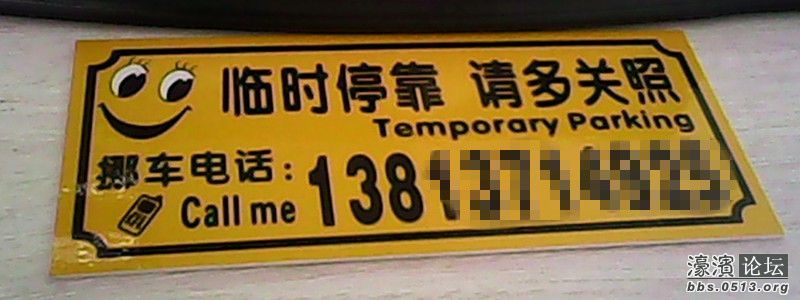 临时停靠 请多关照
Temporary Parking
挪车电话:
Call me 138
濠滨论坛
bbs.0513.org